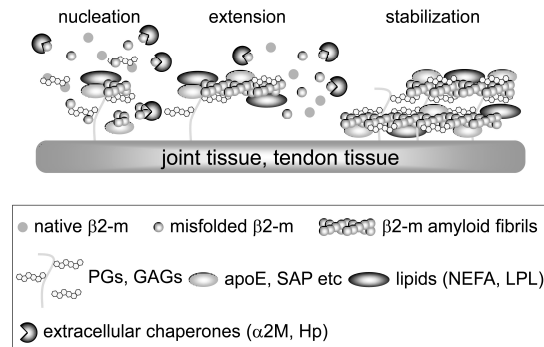 nucleation extension stabilization
joint tissue, tendon tissue
native β2-m misfolded β2-m β2-m amyloid fibrils
PGs, GAGs apoE, SAP etc lipids (NEFA, LPL)
extracellular chaperones (α2M, Hp)